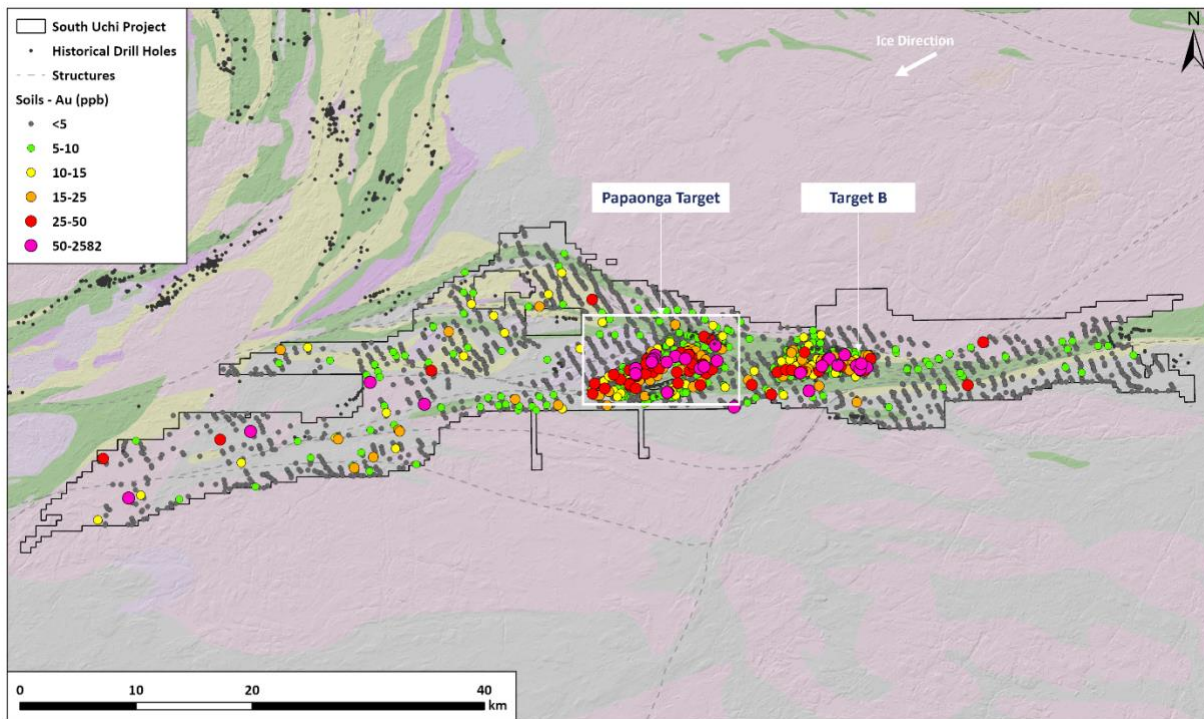 South Uchi Project
Historical Drill Holes
Structures
Soils - Au (ppb)
<5
5-10
10-15
15-25
25-50
50-2582
Ice Direction
N
Papaonga Target
Target B
0 10 20 40
km